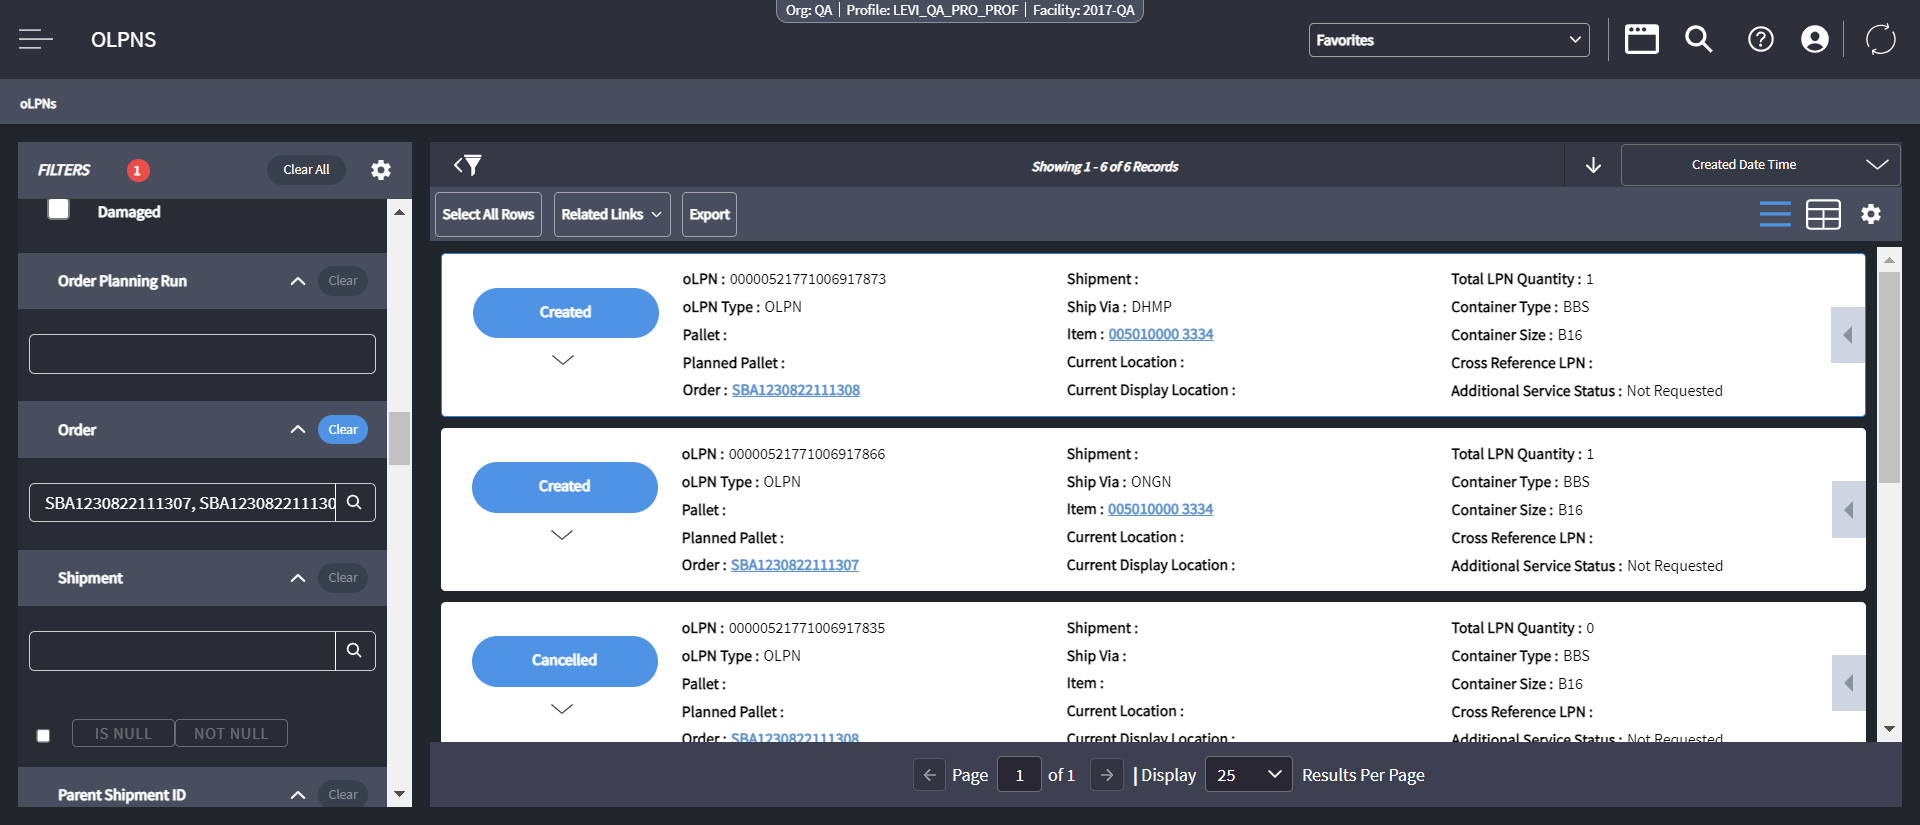 Org: QA | Profile: LEVI_QA_PRO_PROF | Facility: 2017-QA
OLPNS
Favorites
oLPNs
FILTERS 1 Clear All
Damaged
Order Planning Run Clear
Order Clear
SBA1230822111307, SBA123082211130
Shipment Clear
IS NULL NOT NULL
Parent Shipment ID Clear
Showing 1 - 6 of 6 Records
Created Date Time
Select All Rows Related Links Export
Created
oLPN : 00000521771006917873
oLPN Type : OLPN
Pallet :
Planned Pallet :
Order : SBA1230822111308
Shipment :
Ship Via : DHMP
Item : 005010000 3334
Current Location :
Current Display Location :
Total LPN Quantity : 1
Container Type : BBS
Container Size : B16
Cross Reference LPN :
Additional Service Status : Not Requested
Created
oLPN : 00000521771006917866
oLPN Type : OLPN
Pallet :
Planned Pallet :
Order : SBA1230822111307
Shipment :
Ship Via : ONGN
Item : 005010000 3334
Current Location :
Current Display Location :
Total LPN Quantity : 1
Container Type : BBS
Container Size : B16
Cross Reference LPN :
Additional Service Status : Not Requested
Cancelled
oLPN : 00000521771006917835
oLPN Type : OLPN
Pallet :
Planned Pallet :
Order : SBA1230822111308
Shipment :
Ship Via :
Item :
Current Location :
Current Display Location :
Total LPN Quantity : 0
Container Type : BBS
Container Size : B16
Cross Reference LPN :
Additional Service Status : Not Requested
Page 1 of 1 | Display 25 Results Per Page